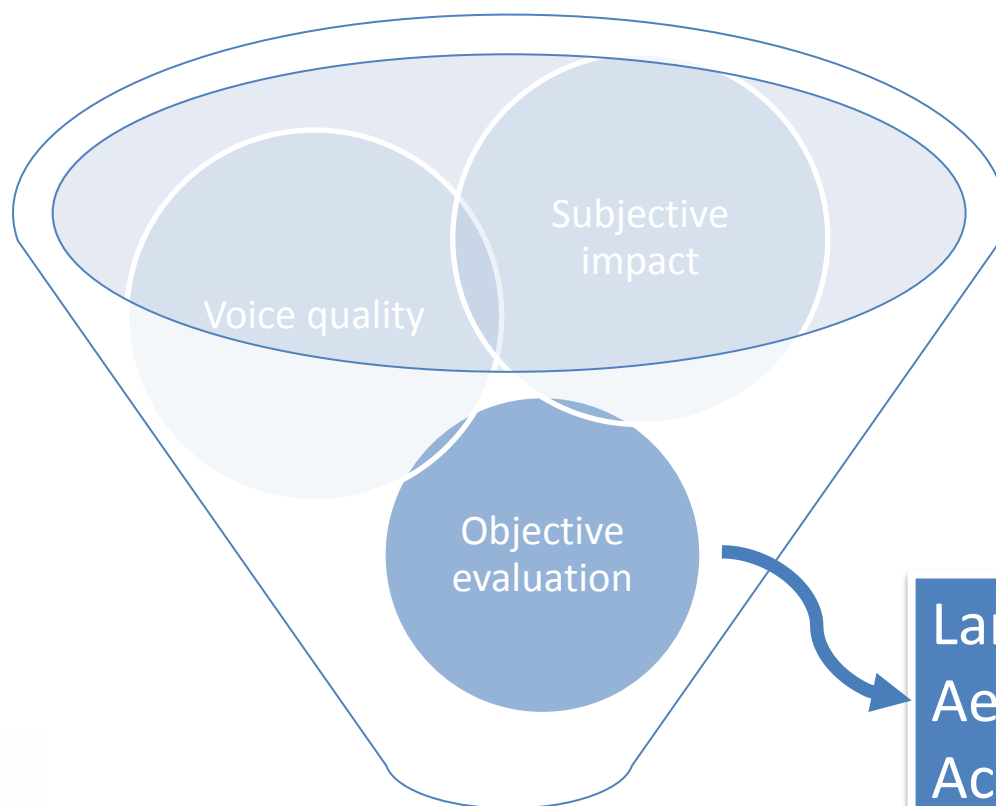 Subjective
impact
Voice quality
Objective
evaluation